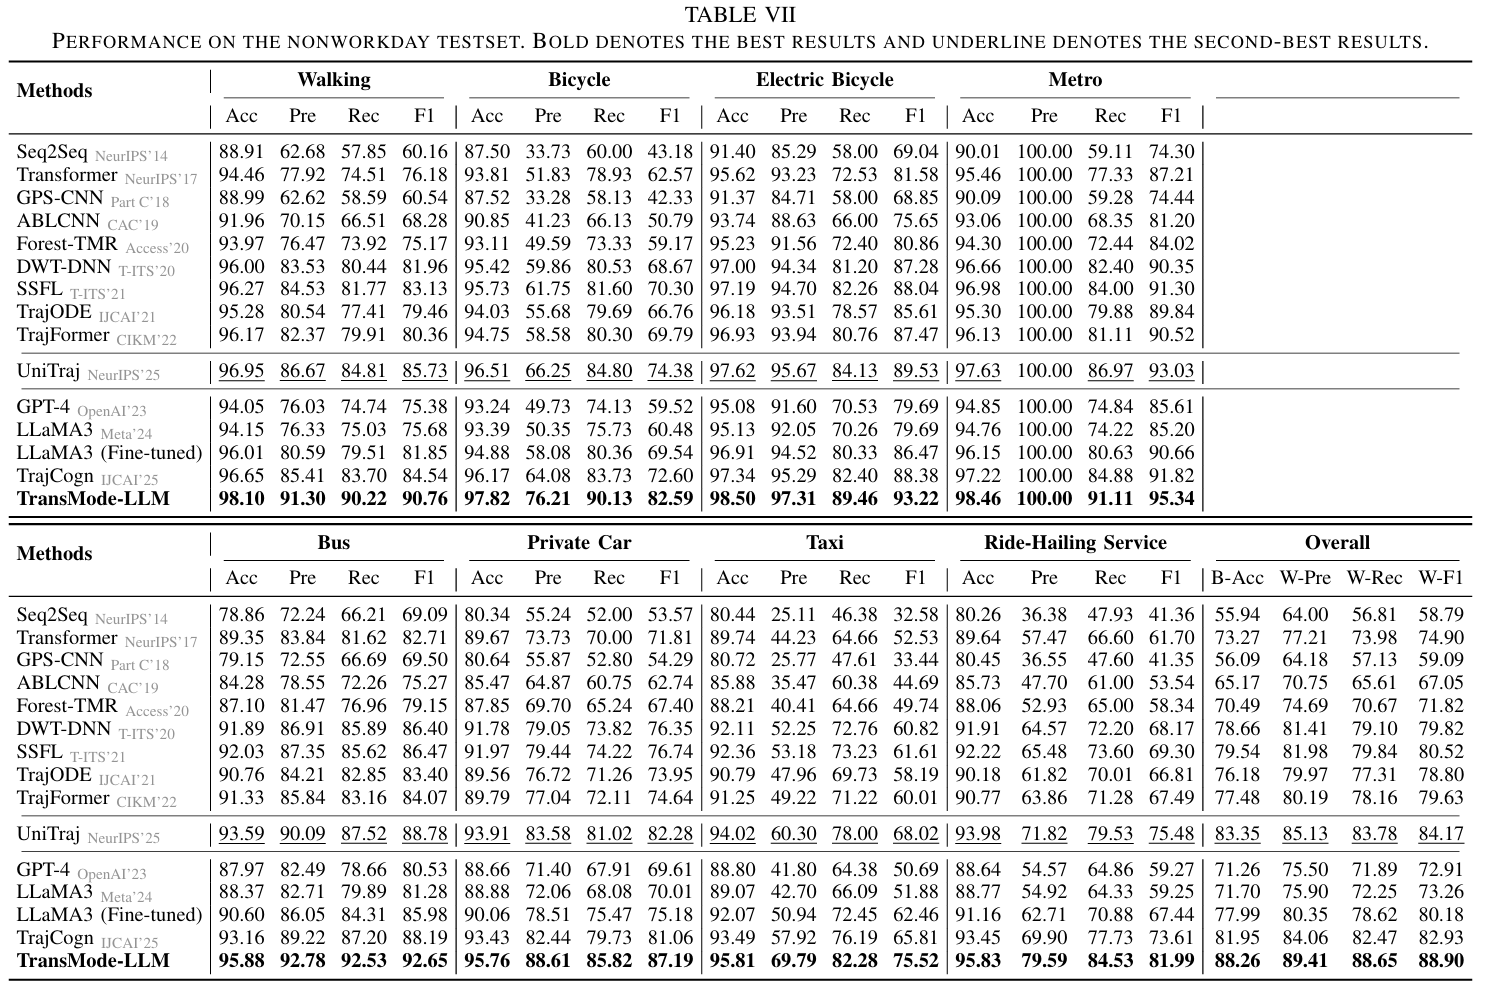 TABLE VII
PERFORMANCE ON THE NONWORKDAY TESTSET. BOLD DENOTES THE BEST RESULTS AND UNDERLINE DENOTES THE SECOND-BEST RESULTS.
Methods Walking Bicycle Electric Bicycle Metro
Acc Pre Rec F1 Acc Pre Rec F1 Acc Pre Rec F1 Acc Pre Rec F1
Seq2Seq NeurIPS'14 88.91 62.68 57.85 60.16 87.50 33.73 60.00 43.18 91.40 85.29 58.00 69.04 90.01 100.00 59.11 74.30
Transformer NeurIPS'17 94.46 77.92 74.51 76.18 93.81 51.83 78.93 62.57 95.62 93.23 72.53 81.58 95.46 100.00 77.33 87.21
GPS-CNN Part C'18 88.99 62.62 58.59 60.54 87.52 33.28 58.13 42.33 91.37 84.71 58.00 68.85 90.09 100.00 59.28 74.44
ABLCNN CAC'19 91.96 70.15 66.51 68.28 90.85 41.23 66.13 50.79 93.74 88.63 66.00 75.65 93.06 100.00 68.35 81.20
Forest-TMR Access'20 93.97 76.47 73.92 75.17 93.11 49.59 73.33 59.17 95.23 91.56 72.40 80.86 94.30 100.00 72.44 84.02
DWT-DNN T-ITS'20 96.00 83.53 80.44 81.96 95.42 59.86 80.53 68.67 97.00 94.34 81.20 87.28 96.66 100.00 82.40 90.35
SSFL T-ITS'21 96.27 84.53 81.77 83.13 95.73 61.75 81.60 70.30 97.19 94.70 82.26 88.04 96.98 100.00 84.00 91.30
TrajODE IJCAI'21 95.28 80.54 77.41 79.46 94.03 55.68 79.69 66.76 96.18 93.51 78.57 85.61 95.30 100.00 79.88 89.84
TrajFormer CIKM'22 96.17 82.37 79.91 80.36 94.75 58.58 80.30 69.79 96.93 93.94 80.76 87.47 96.13 100.00 81.11 90.52
UniTraj NeurIPS'25 96.95 86.67 84.81 85.73 96.51 66.25 84.80 74.38 97.62 95.67 84.13 89.53 97.63 100.00 86.97 93.03
GPT-4 OpenAI'23 94.05 76.03 74.74 75.38 93.24 49.73 74.13 59.52 95.08 91.60 70.53 79.69 94.85 100.00 74.84 85.61
LLaMA3 Meta'24 94.15 76.33 75.03 75.68 93.39 50.35 75.73 60.48 95.13 92.05 70.26 79.69 94.76 100.00 74.22 85.20
LLaMA3 (Fine-tuned) 96.01 80.59 79.51 81.85 94.88 58.08 80.36 69.54 96.91 94.52 80.33 86.47 96.15 100.00 80.63 90.66
TrajCogn IJCAI'25 96.65 85.41 83.70 84.54 96.17 64.08 83.73 72.60 97.34 95.29 82.40 88.38 97.22 100.00 84.88 91.82
TransMode-LLM 98.10 91.30 90.22 90.76 97.82 76.21 90.13 82.59 98.50 97.31 89.46 93.22 98.46 100.00 91.11 95.34
Methods Bus Private Car Taxi Ride-Hailing Service Overall
Acc Pre Rec F1 Acc Pre Rec F1 Acc Pre Rec F1 Acc Pre Rec F1 B-Acc W-Pre W-Rec W-F1
Seq2Seq NeurIPS'14 78.86 72.24 66.21 69.09 80.34 55.24 52.00 53.57 80.44 25.11 46.38 32.58 80.26 36.38 47.93 41.36 55.94 64.00 56.81 58.79
Transformer NeurIPS'17 89.35 83.84 81.62 82.71 89.67 73.73 70.00 71.81 89.74 44.23 64.66 52.53 89.64 57.47 66.60 61.70 73.27 77.21 73.98 74.90
GPS-CNN Part C'18 79.15 72.55 66.69 69.50 80.64 55.87 52.80 54.29 80.72 25.77 47.61 33.44 80.45 36.55 47.60 41.35 56.09 64.18 57.13 59.09
ABLCNN CAC'19 84.28 78.55 72.26 75.27 85.47 64.87 60.75 62.74 85.88 35.47 60.38 44.69 85.73 47.70 61.00 53.54 65.17 70.75 65.61 67.05
Forest-TMR Access'20 87.10 81.47 76.96 79.15 87.85 69.70 65.24 67.40 88.21 40.41 64.66 49.74 88.06 52.93 65.00 58.34 70.49 74.69 70.67 71.82
DWT-DNN T-ITS'20 91.89 86.91 85.89 86.40 91.78 79.05 73.82 76.35 92.11 52.25 72.76 60.82 91.91 64.57 72.20 68.17 78.66 81.41 79.10 79.82
SSFL T-ITS'21 92.03 87.35 85.62 86.47 91.97 79.44 74.22 76.74 92.36 53.18 73.23 61.61 92.22 65.48 73.60 69.30 79.54 81.98 79.84 80.52
TrajODE IJCAI'21 90.76 84.21 82.85 83.40 89.56 76.72 71.26 73.95 90.79 47.96 69.73 58.19 90.18 61.82 70.01 66.81 76.18 79.97 77.31 78.80
TrajFormer CIKM'22 91.33 85.84 83.16 84.07 89.79 77.04 72.11 74.64 91.25 49.22 71.22 60.01 90.77 63.86 71.28 67.49 77.48 80.19 78.16 79.63
UniTraj NeurIPS'25 93.59 90.09 87.52 88.78 93.91 83.58 81.02 82.28 94.02 60.30 78.00 68.02 93.98 71.82 79.53 75.48 83.35 85.13 83.78 84.17
GPT-4 OpenAI'23 87.97 82.49 78.66 80.53 88.66 71.40 67.91 69.61 88.80 41.80 64.38 50.69 88.64 54.57 64.86 59.27 71.26 75.50 71.89 72.91
LLaMA3 Meta'24 88.37 82.71 79.89 81.28 88.88 72.06 68.08 70.01 89.07 42.70 66.09 51.88 88.77 54.92 64.33 59.25 71.70 75.90 72.25 73.26
LLaMA3 (Fine-tuned) 90.60 86.05 84.31 85.98 90.06 78.51 75.47 75.18 92.07 50.94 72.45 62.46 91.16 62.71 70.88 67.44 77.99 80.35 78.62 80.18
TrajCogn IJCAI'25 93.16 89.22 87.20 88.19 93.43 82.44 79.73 81.06 93.49 57.92 76.19 65.81 93.45 69.90 77.73 73.61 81.95 84.06 82.47 82.93
TransMode-LLM 95.88 92.78 92.53 92.65 95.76 88.61 85.82 87.19 95.81 69.79 82.28 75.52 95.83 79.59 84.53 81.99 88.26 89.41 88.65 88.90